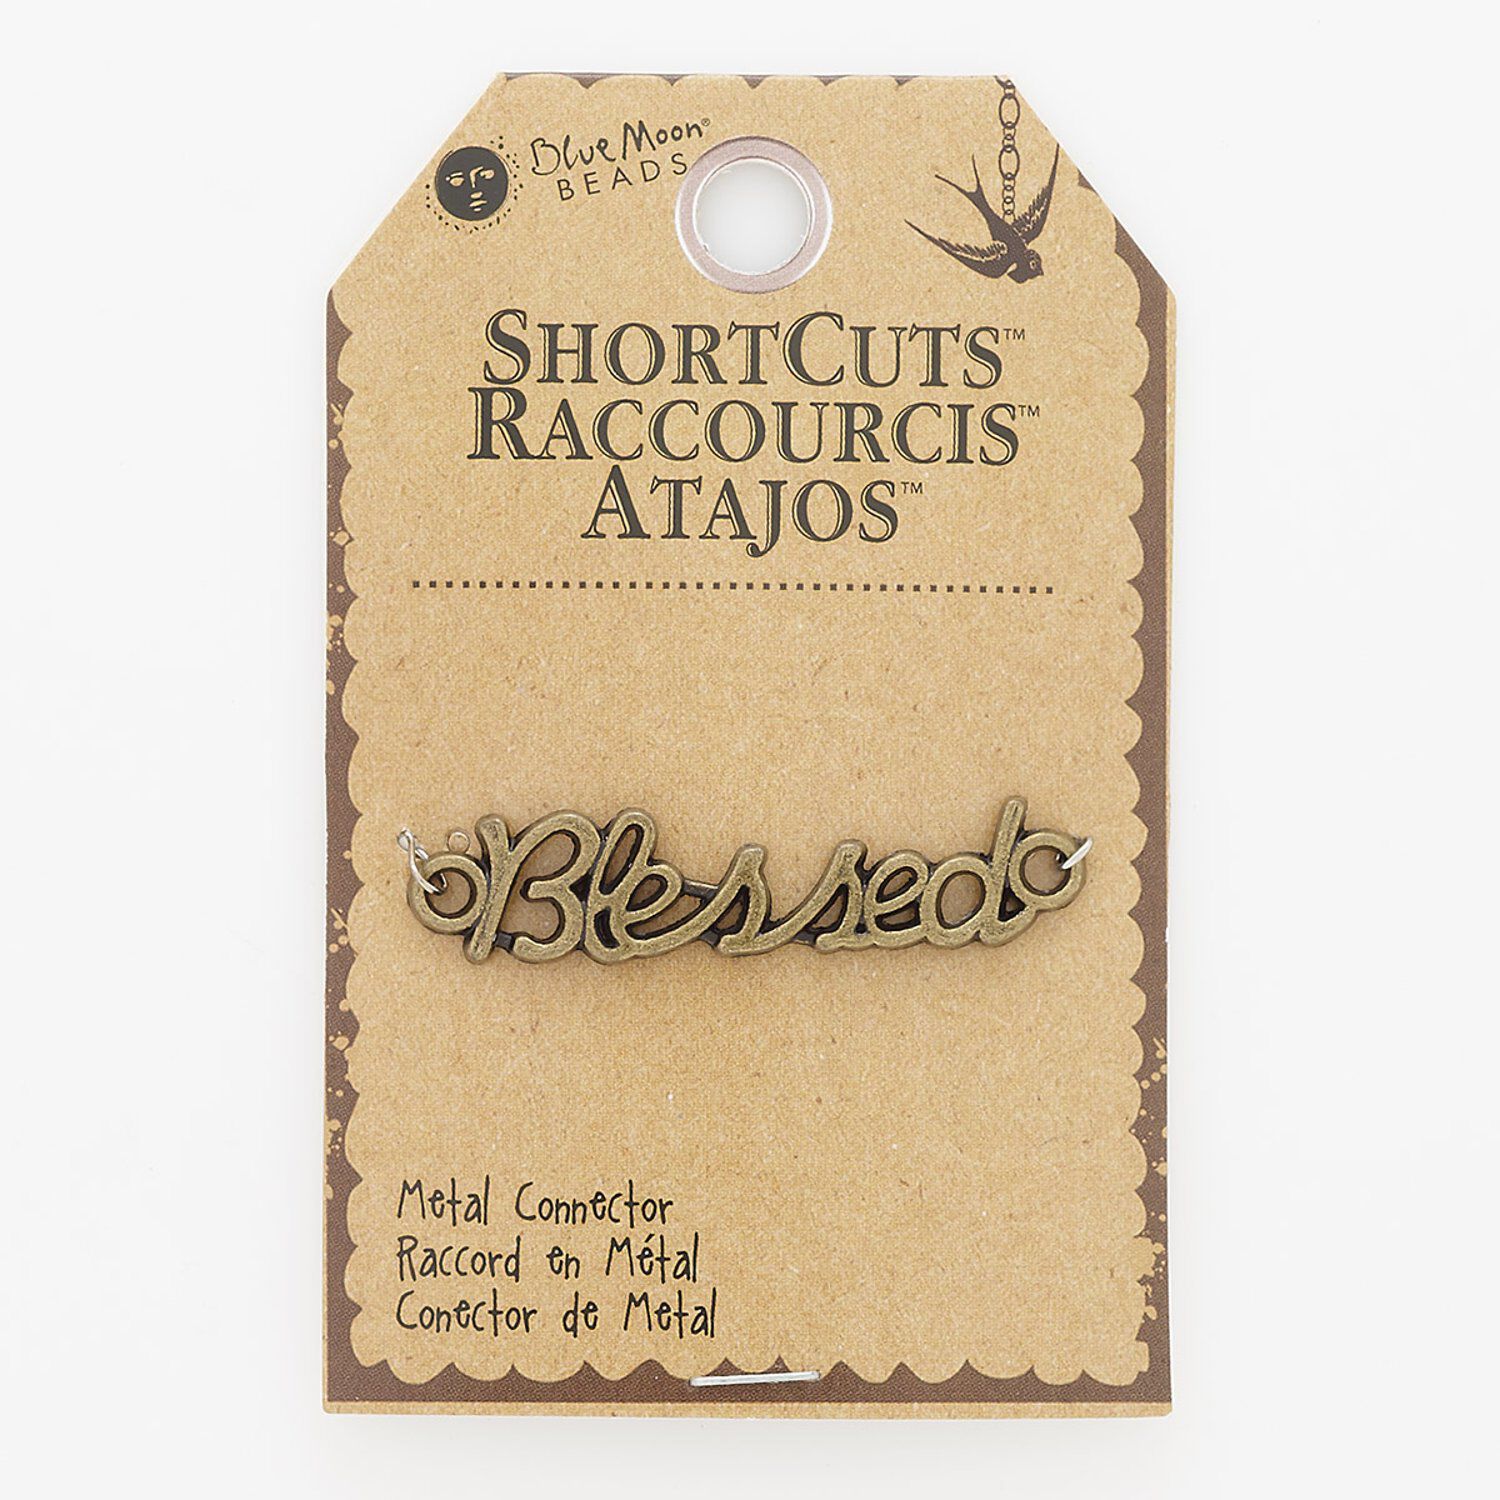 Blue Moon®
BEADS
SHORTCUTS™
RACCOURCIS™
ATAJOS™
Blessed
Metal Connector
Raccord en Métal
Conector de Metal